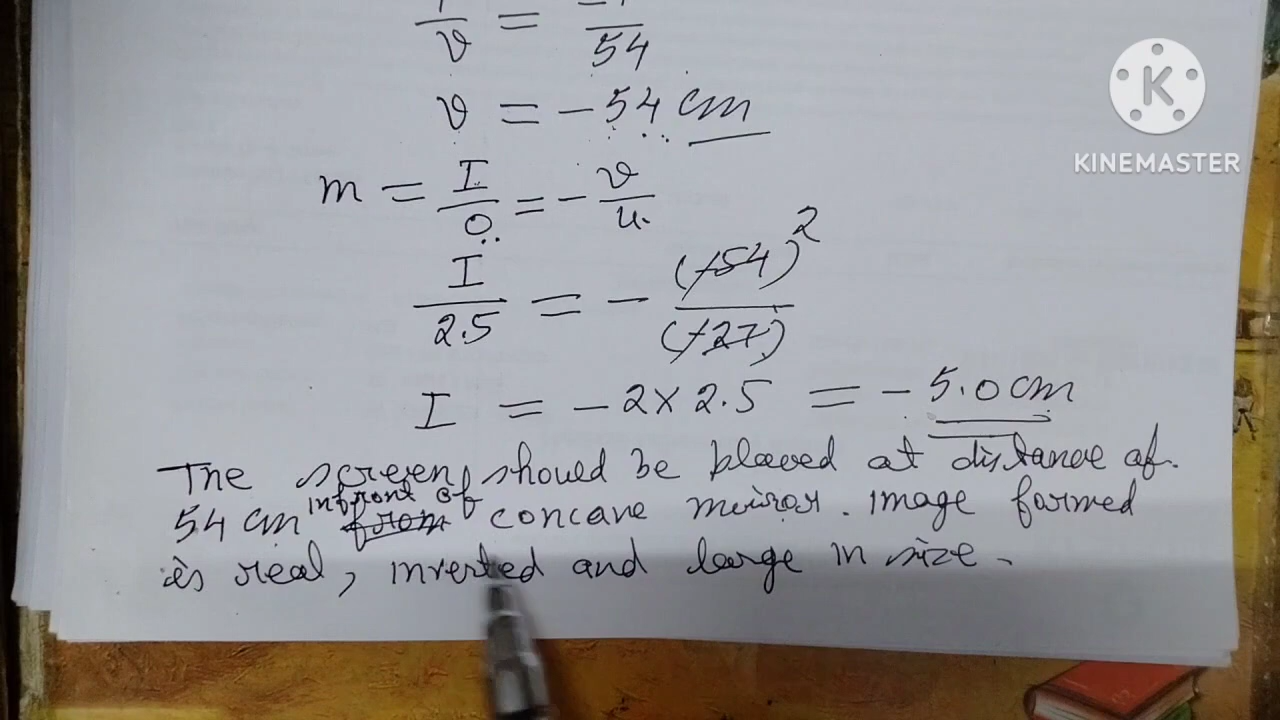 1/v = -1/54
K
v = -54 cm
KINEMASTER
m = I/O = - v/u
I/2.5 = - (-54)/(-27) 2
I = - 2 × 2.5 = - 5.0 cm
The screen should be placed at distance of
54 cm infront of from concave mirror. image formed
is real, inverted and large in size.